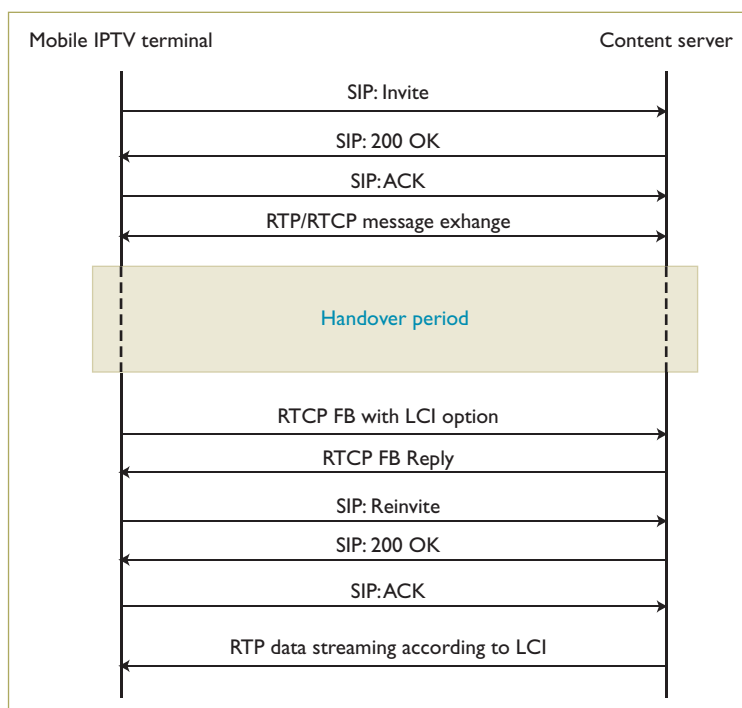 Mobile IPTV terminal
Content server
SIP: Invite
SIP: 200 OK
SIP: ACK
RTP/RTCP message exhange
Handover period
RTCP FB with LCI option
RTCP FB Reply
SIP: Reinvite
SIP: 200 OK
SIP: ACK
RTP data streaming according to LCI